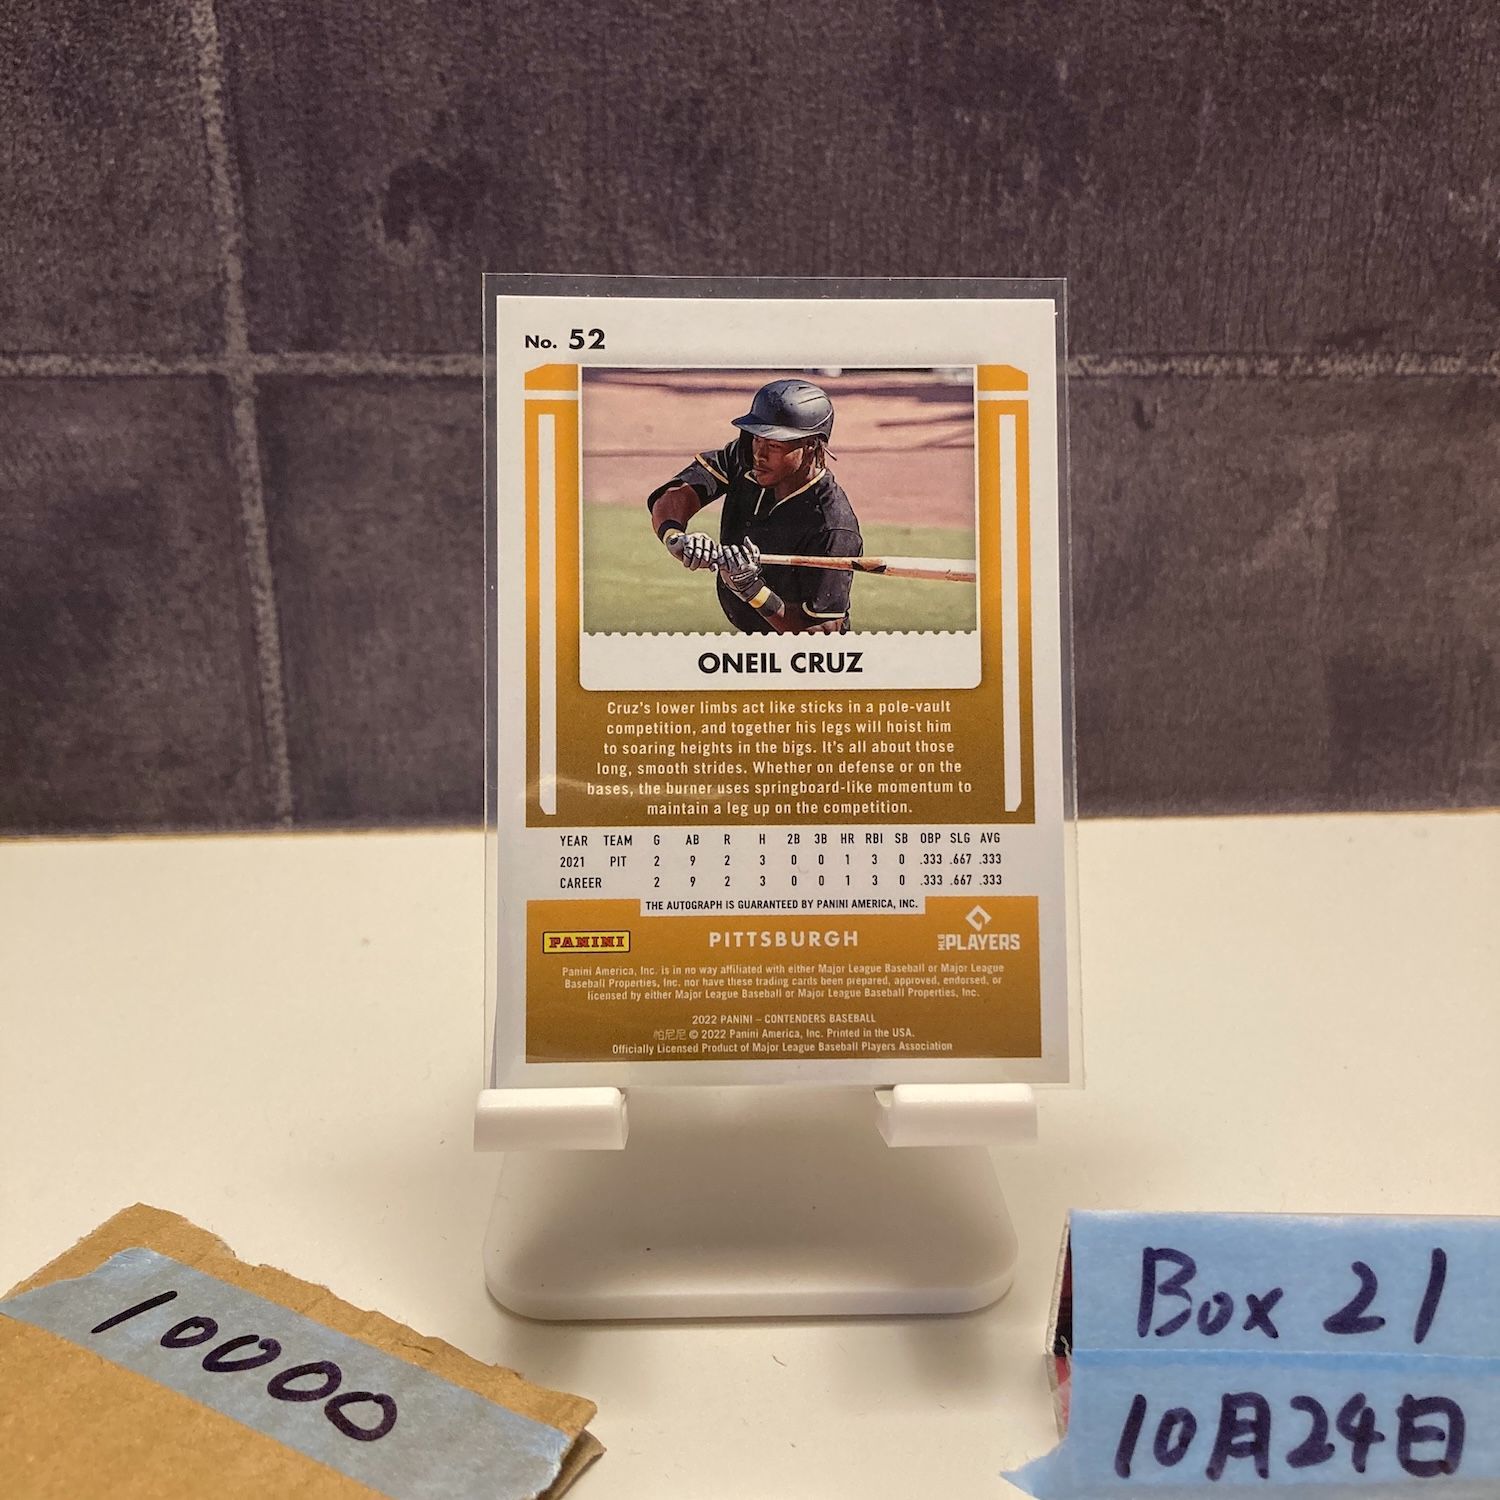 No. 52
ONEIL CRUZ
Cruz's lower limbs act like sticks in a pole-vault
competition, and together his legs will hoist him
to soaring heights in the bigs. It's all about those
long, smooth strides. Whether on defense or on the
bases, the burner uses springboard-like momentum to
maintain a leg up on the competition.
YEAR TEAM G AB R H 2B 3B HR RBI SB OBP SLG AVG
2021 PIT 2 9 2 3 0 0 1 3 0 .333 .667 .333
CAREER 2 9 2 3 0 0 1 3 0 .333 .667 .333
THE AUTOGRAPH IS GUARANTEED BY PANINI AMERICA, INC.
PANINI PITTSBURGH MLB PLAYERS
Panini America, Inc. is in no way affiliated with either Major League Baseball or Major League
Baseball Properties, Inc. nor have these trading cards been prepared, approved, endorsed, or
licensed by either Major League Baseball or Major League Baseball Properties, Inc.
2022 PANINI – CONTENDERS BASEBALL
帕尼尼 © 2022 Panini America, Inc. Printed in the USA.
Officially Licensed Product of Major League Baseball Players Association
10000
Box 21
10月24日